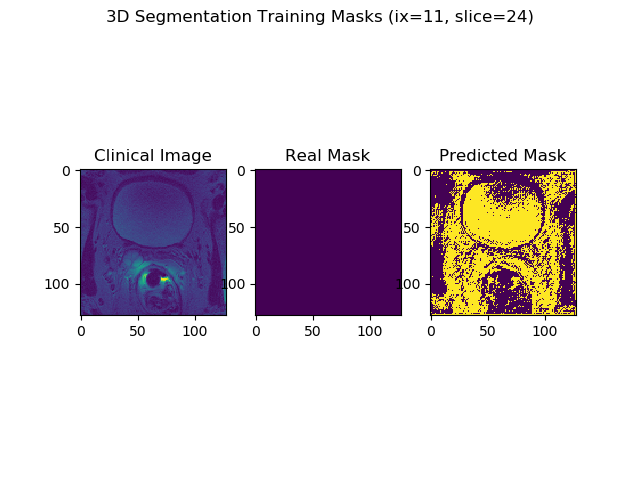 3D Segmentation Training Masks (ix=11, slice=24)
Clinical Image Real Mask Predicted Mask
0 0 0
50 50 50
100 100 100
0 50 100 0 50 100 0 50 100